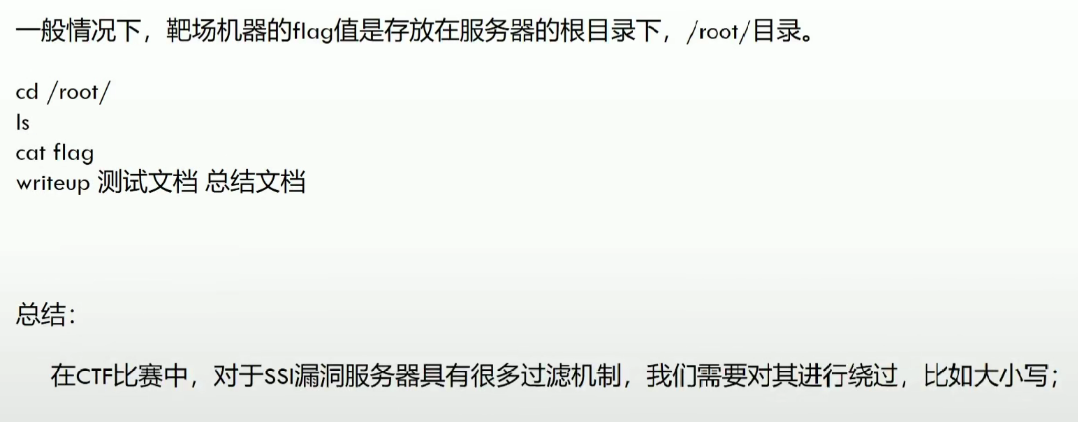 一般情况下，靶场机器的flag值是存放在服务器的根目录下，/root/目录。
cd /root/
ls
cat flag
writeup 测试文档 总结文档
总结：
在CTF比赛中，对于SSI漏洞服务器具有很多过滤机制，我们需要对其进行绕过，比如大小写；